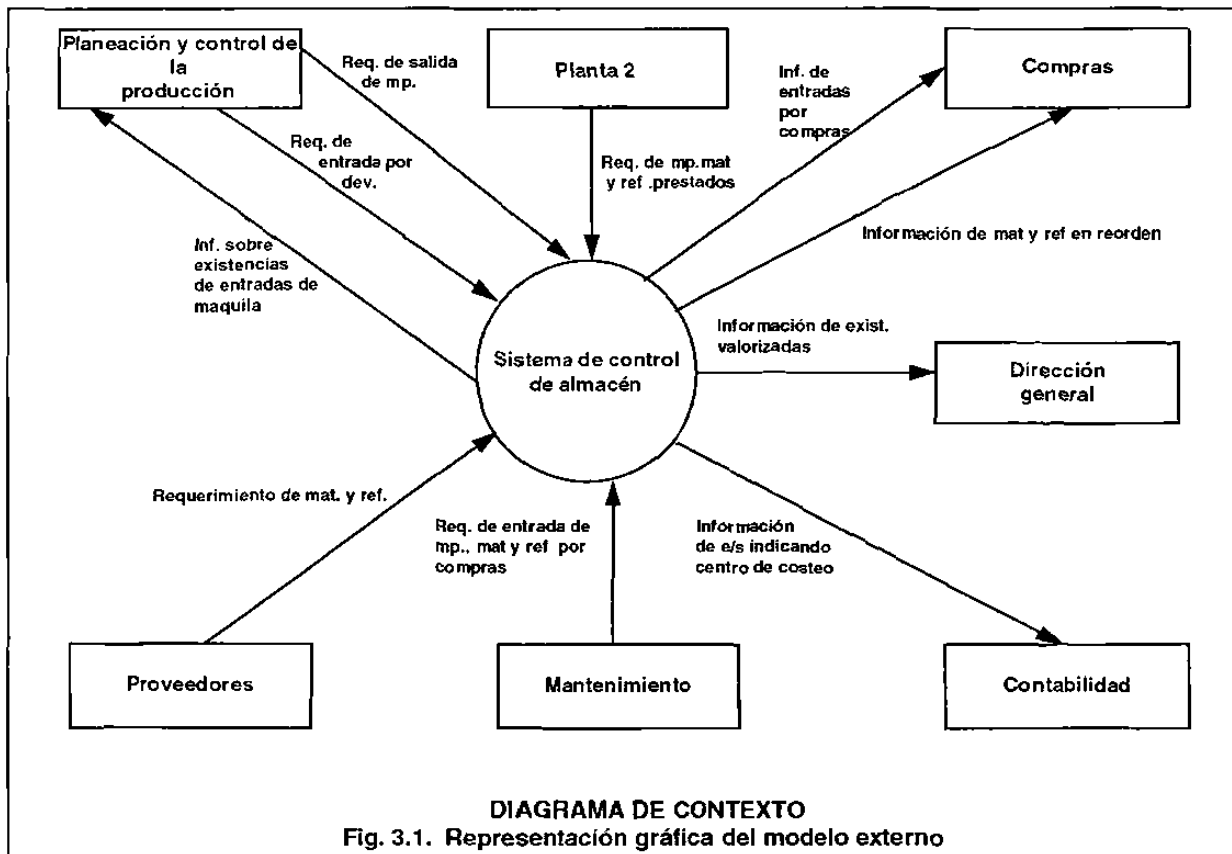 Planeación y control de
la
producción
Req. de salida
de mp.
Planta 2
Inf. de
entradas
por
compras
Compras
Req. de
entrada por
dev.
Req. de mp.mat
y ref .prestados
Inf. sobre
existencias
de entradas de
maquila
Información de mat y ref en reorden
Sistema de control
de almacén
Información de exist.
valorizadas
Dirección
general
Requerimiento de mat. y ref.
Req. de entrada de
mp., mat y ref por
compras
Información
de e/s indicando
centro de costeo
Proveedores
Mantenimiento
Contabilidad
DIAGRAMA DE CONTEXTO
Fig. 3.1. Representación gráfica del modelo externo